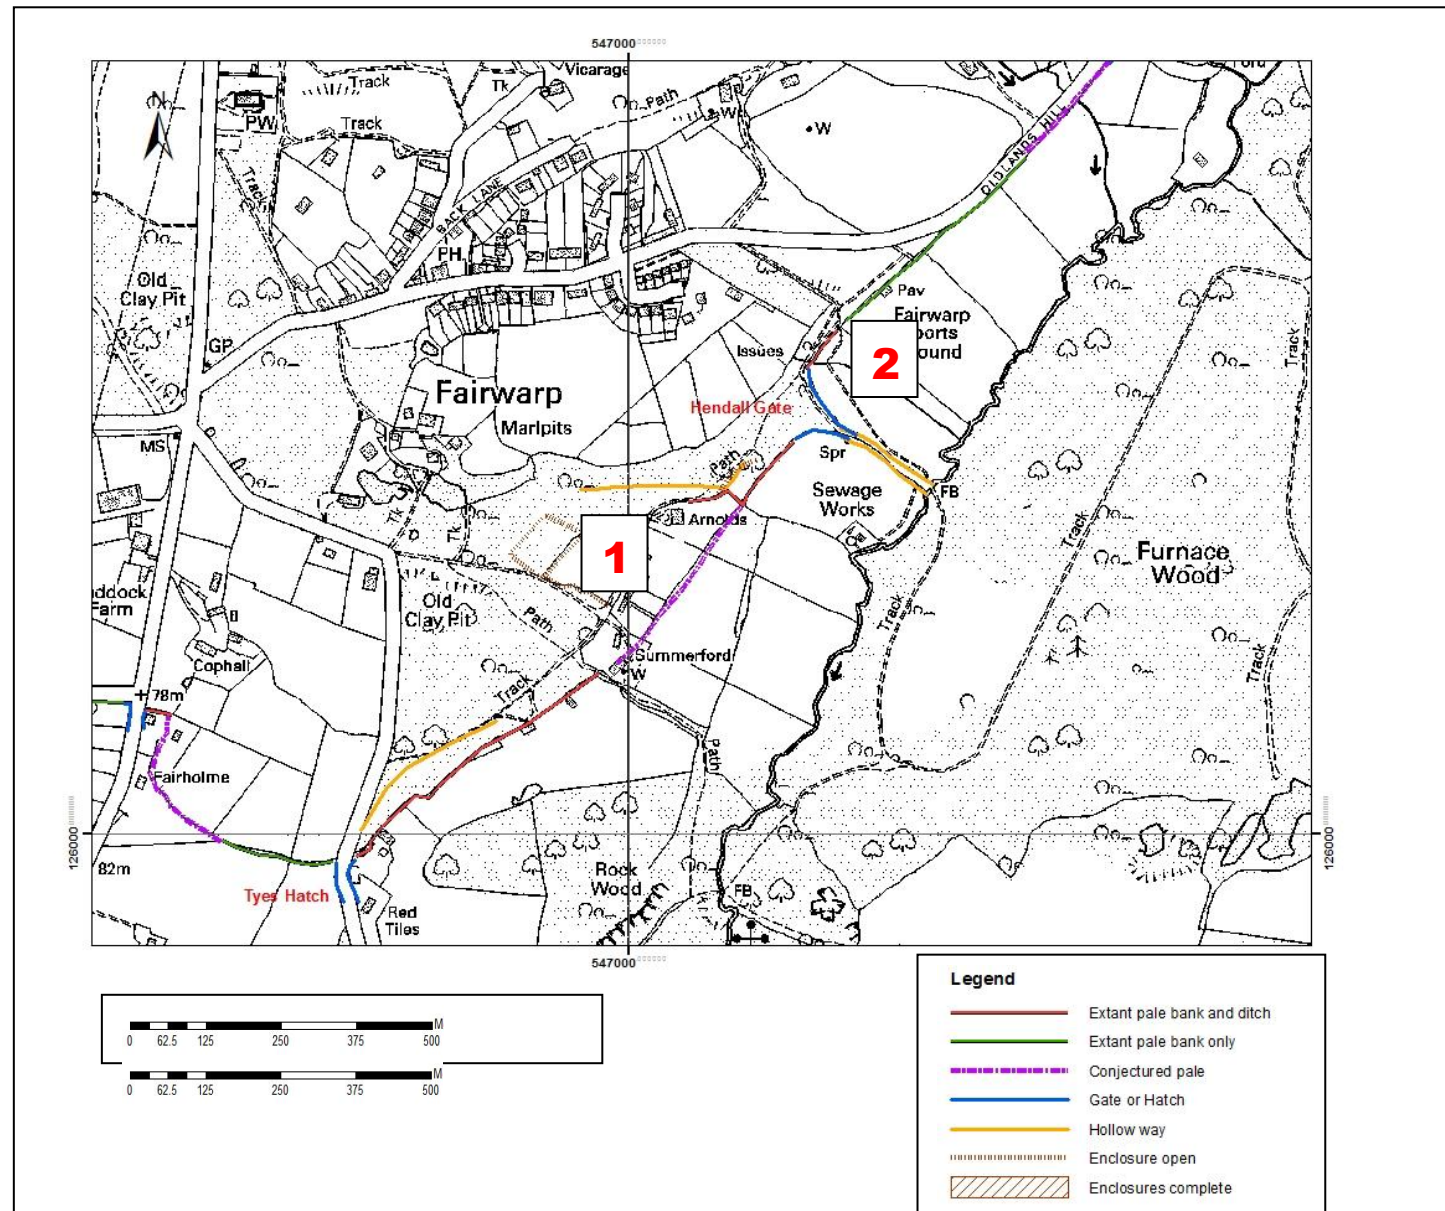 547000
Vicarage
Track
Tk
Path
W
Ford
N
PW
Track
W
OLDLANDS HILL
Track
BACK LANE
PH
Old
Clay Pit
Pav
Fairwarp
ports
ound
GP
Issues
2
Track
Fairwarp
Marlpits
Hendall Gate
MS
Spr
Path
FB
Sewage
Works
Tk
Tk
Arnolds
Track
Furnace
Wood
1
addock
Farm
Old
Clay Pit
Path
Track
Cophall
Summerford
W
Track
Track
78m
Path
Fairholme
126000
126000
82m
Rock
Wood
FB
Tyes Hatch
Red
Tiles
547000
Legend
Extant pale bank and ditch
Extant pale bank only
Conjectured pale
Gate or Hatch
Hollow way
Enclosure open
Enclosures complete
M
0 62.5 125 250 375 500
M
0 62.5 125 250 375 500